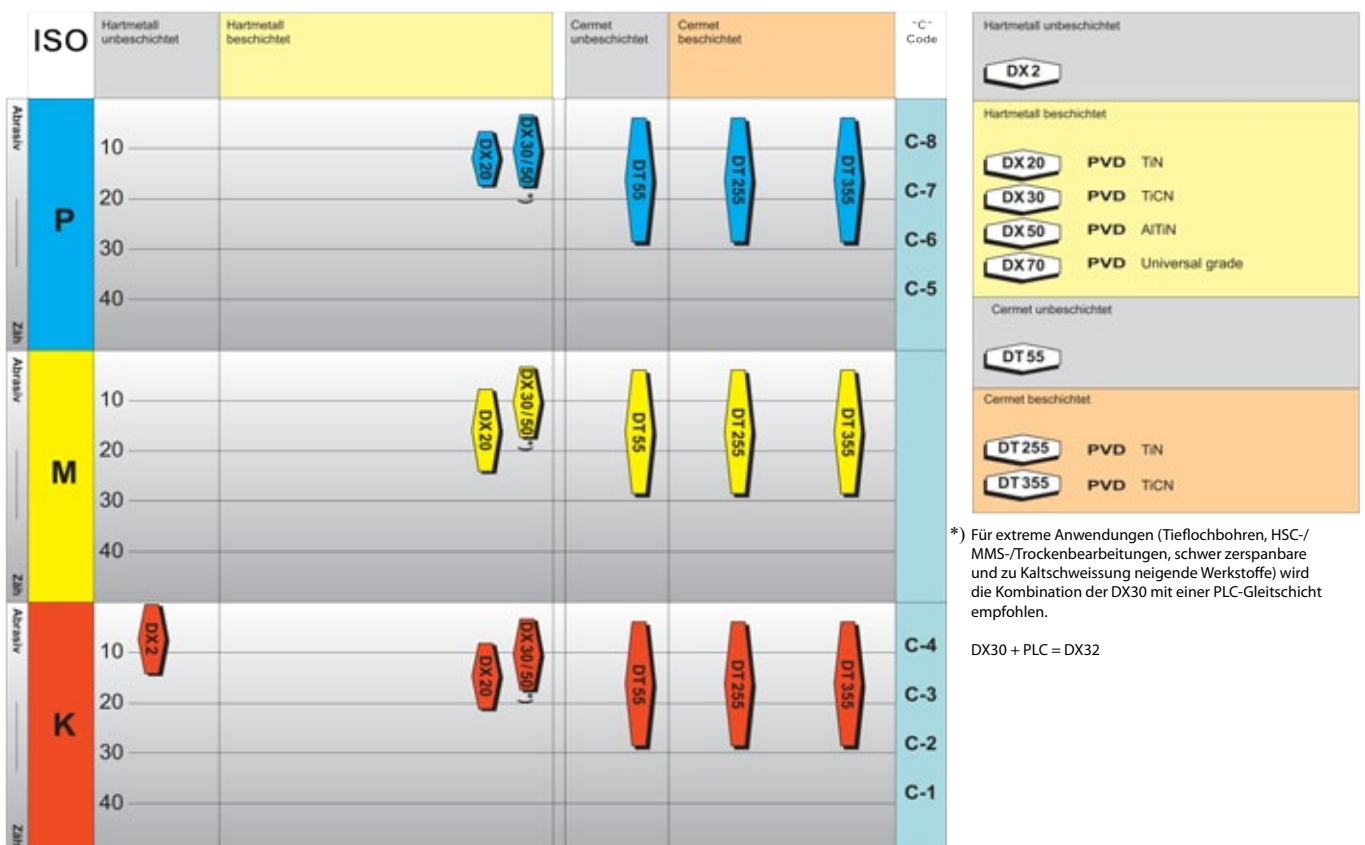 ISO
Hartmetall
unbeschichtet
Hartmetall
beschichtet
Cermet
unbeschichtet
Cermet
beschichtet
"C"
Code
Abrasiv
Zäh
P
10
20
30
40
DX 20
DX 30 / 50 *)
DT 55
DT 255
DT 355
C-8
C-7
C-6
C-5
Abrasiv
Zäh
M
10
20
30
40
DX 20
DX 30 / 50 *)
DT 55
DT 255
DT 355
Abrasiv
Zäh
K
10
20
30
40
DX 2
DX 20
DX 30 / 50 *)
DT 55
DT 255
DT 355
C-4
C-3
C-2
C-1
Hartmetall unbeschichtet
DX 2
Hartmetall beschichtet
DX 20 PVD TiN
DX 30 PVD TiCN
DX 50 PVD AlTiN
DX 70 PVD Universal grade
Cermet unbeschichtet
DT 55
Cermet beschichtet
DT 255 PVD TiN
DT 355 PVD TiCN
*) Für extreme Anwendungen (Tieflochbohren, HSC-/
MMS-/Trockenbearbeitungen, schwer zerspanbare
und zu Kaltschweissung neigende Werkstoffe) wird
die Kombination der DX30 mit einer PLC-Gleitschicht
empfohlen.
DX30 + PLC = DX32